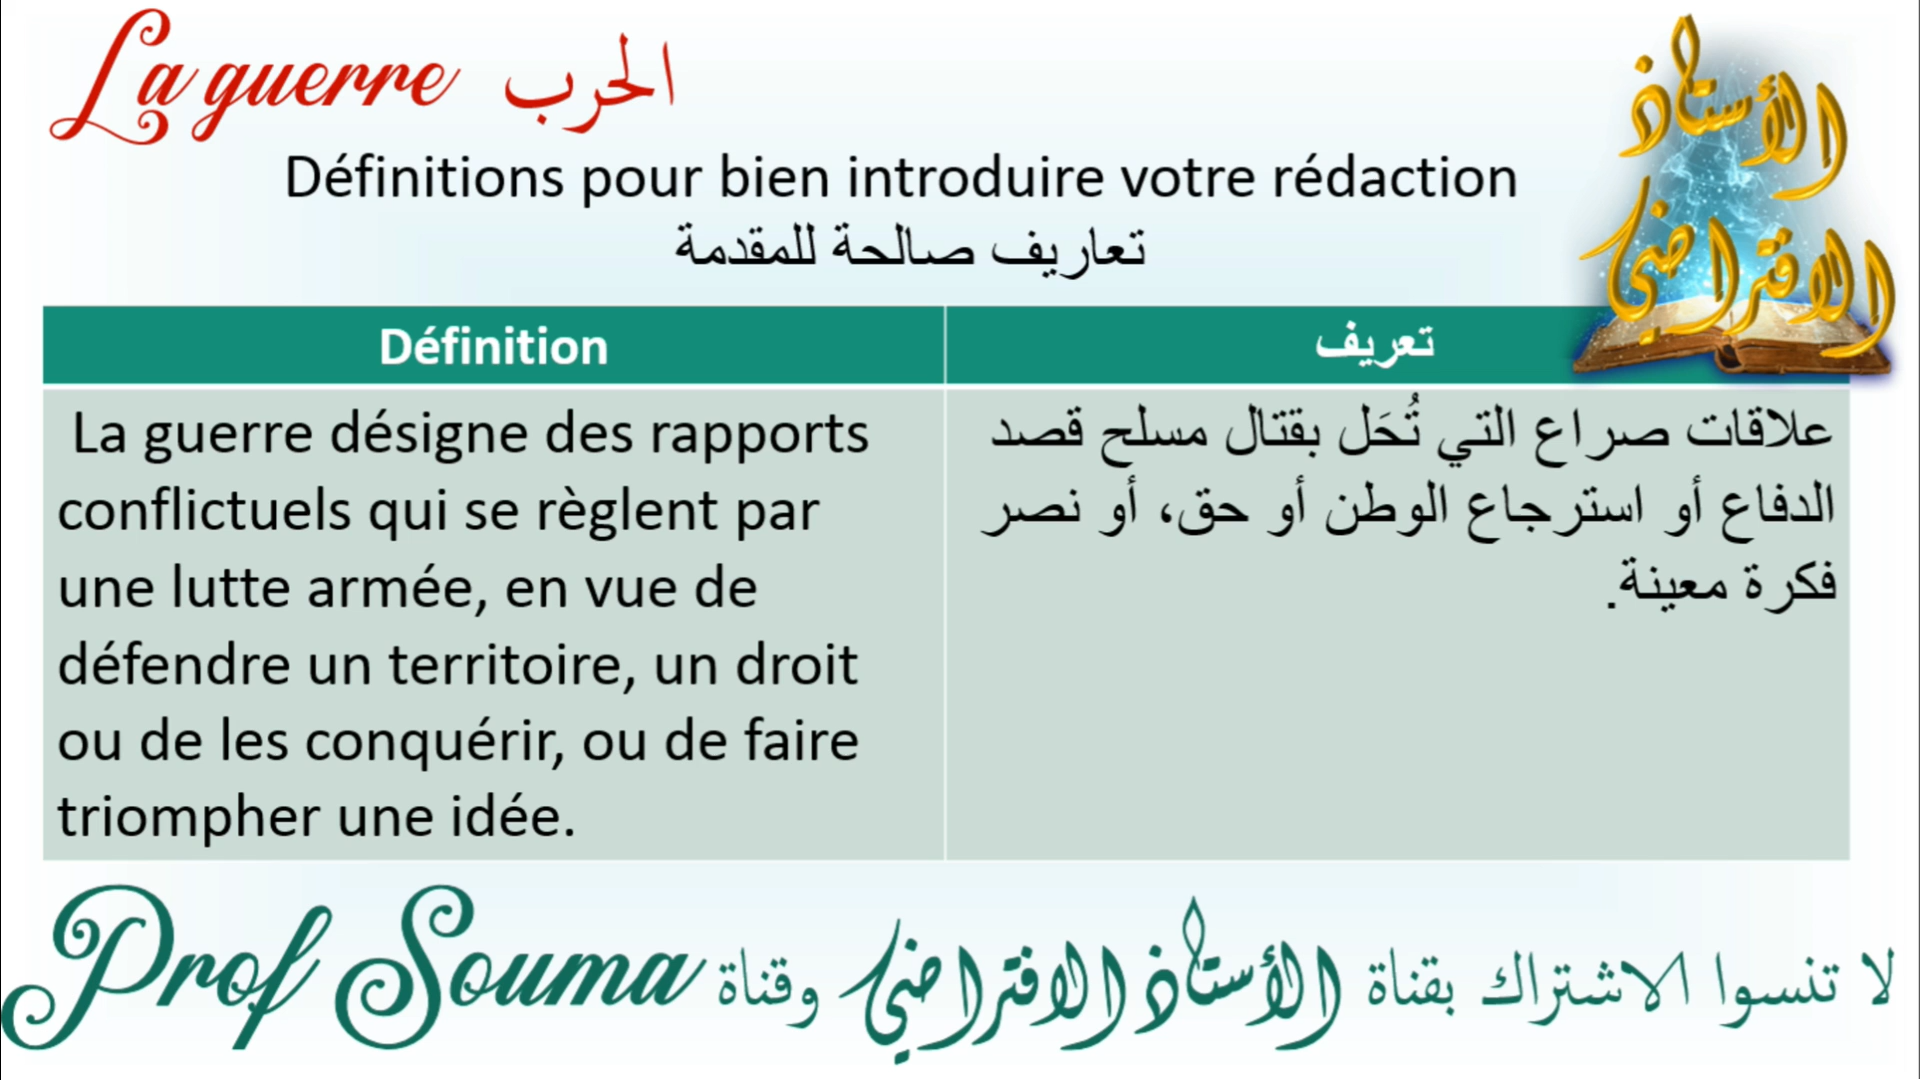 La guerre الحرب
الأستاذ
الافتراضي
Définitions pour bien introduire votre rédaction
تعاريف صالحة للمقدمة
Définition
La guerre désigne des rapports
conflictuels qui se règlent par
une lutte armée, en vue de
défendre un territoire, un droit
ou de les conquérir, ou de faire
triompher une idée.
تعريف
علاقات صراع التي تُحَل بقتال مسلح قصد
الدفاع أو استرجاع الوطن أو حق، أو نصر
فكرة معينة.
لا تنسوا الاشتراك بقناة الأستاذ الافتراضي وقناة Prof Souma